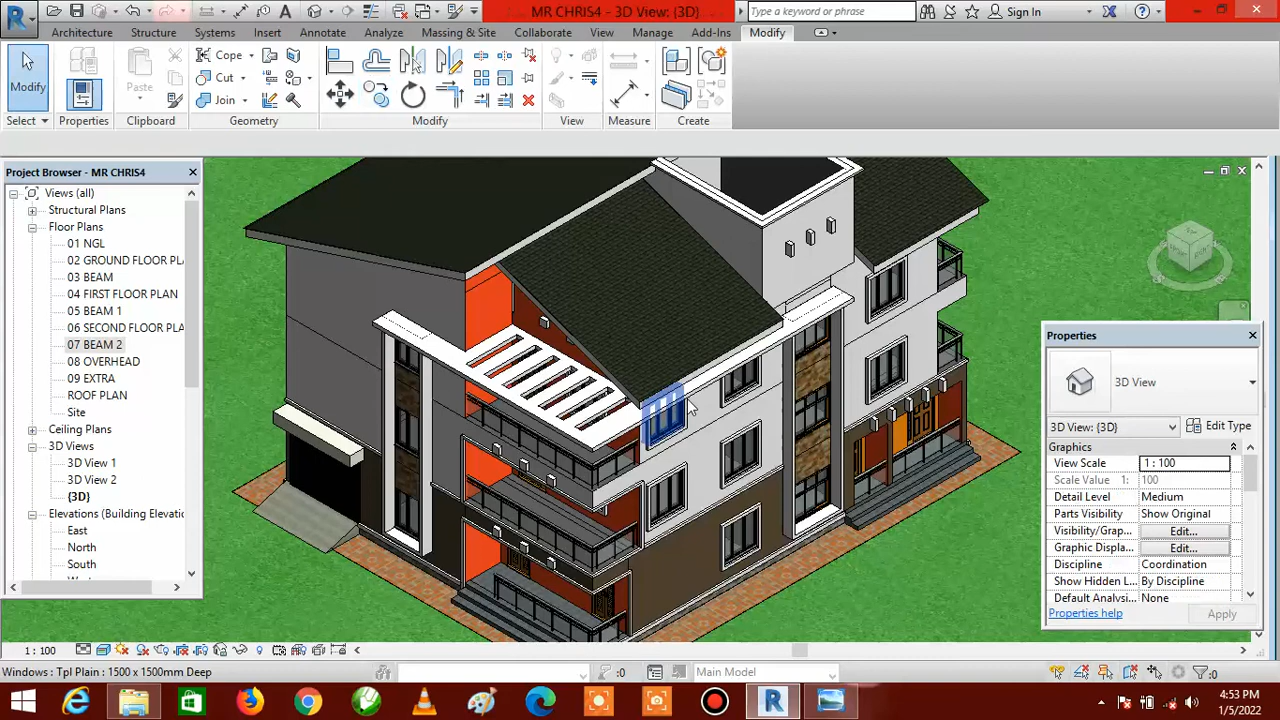 MR CHRIS4 - 3D View: {3D}
Type a keyword or phrase
Sign In
Architecture
Structure
Systems
Insert
Annotate
Analyze
Massing & Site
Collaborate
View
Manage
Add-Ins
Modify
Modify
Paste
Cope
Cut
Join
Select
Properties
Clipboard
Geometry
Modify
View
Measure
Create
Project Browser - MR CHRIS4
Views (all)
Structural Plans
Floor Plans
01 NGL
02 GROUND FLOOR PL
03 BEAM
04 FIRST FLOOR PLAN
05 BEAM 1
06 SECOND FLOOR PLA
07 BEAM 2
08 OVERHEAD
09 EXTRA
ROOF PLAN
Site
Ceiling Plans
3D Views
3D View 1
3D View 2
{3D}
Elevations (Building Elevatio
East
North
South
Properties
3D View
3D View: {3D}
Edit Type
Graphics
View Scale
1 : 100
Scale Value 1:
100
Detail Level
Medium
Parts Visibility
Show Original
Visibility/Grap...
Edit...
Graphic Displa...
Edit...
Discipline
Coordination
Show Hidden L...
By Discipline
Default Analysi...
None
Properties help
Apply
1 : 100
Windows : Tpl Plain : 1500 x 1500mm Deep
:0
Main Model
:0
4:53 PM
1/5/2022